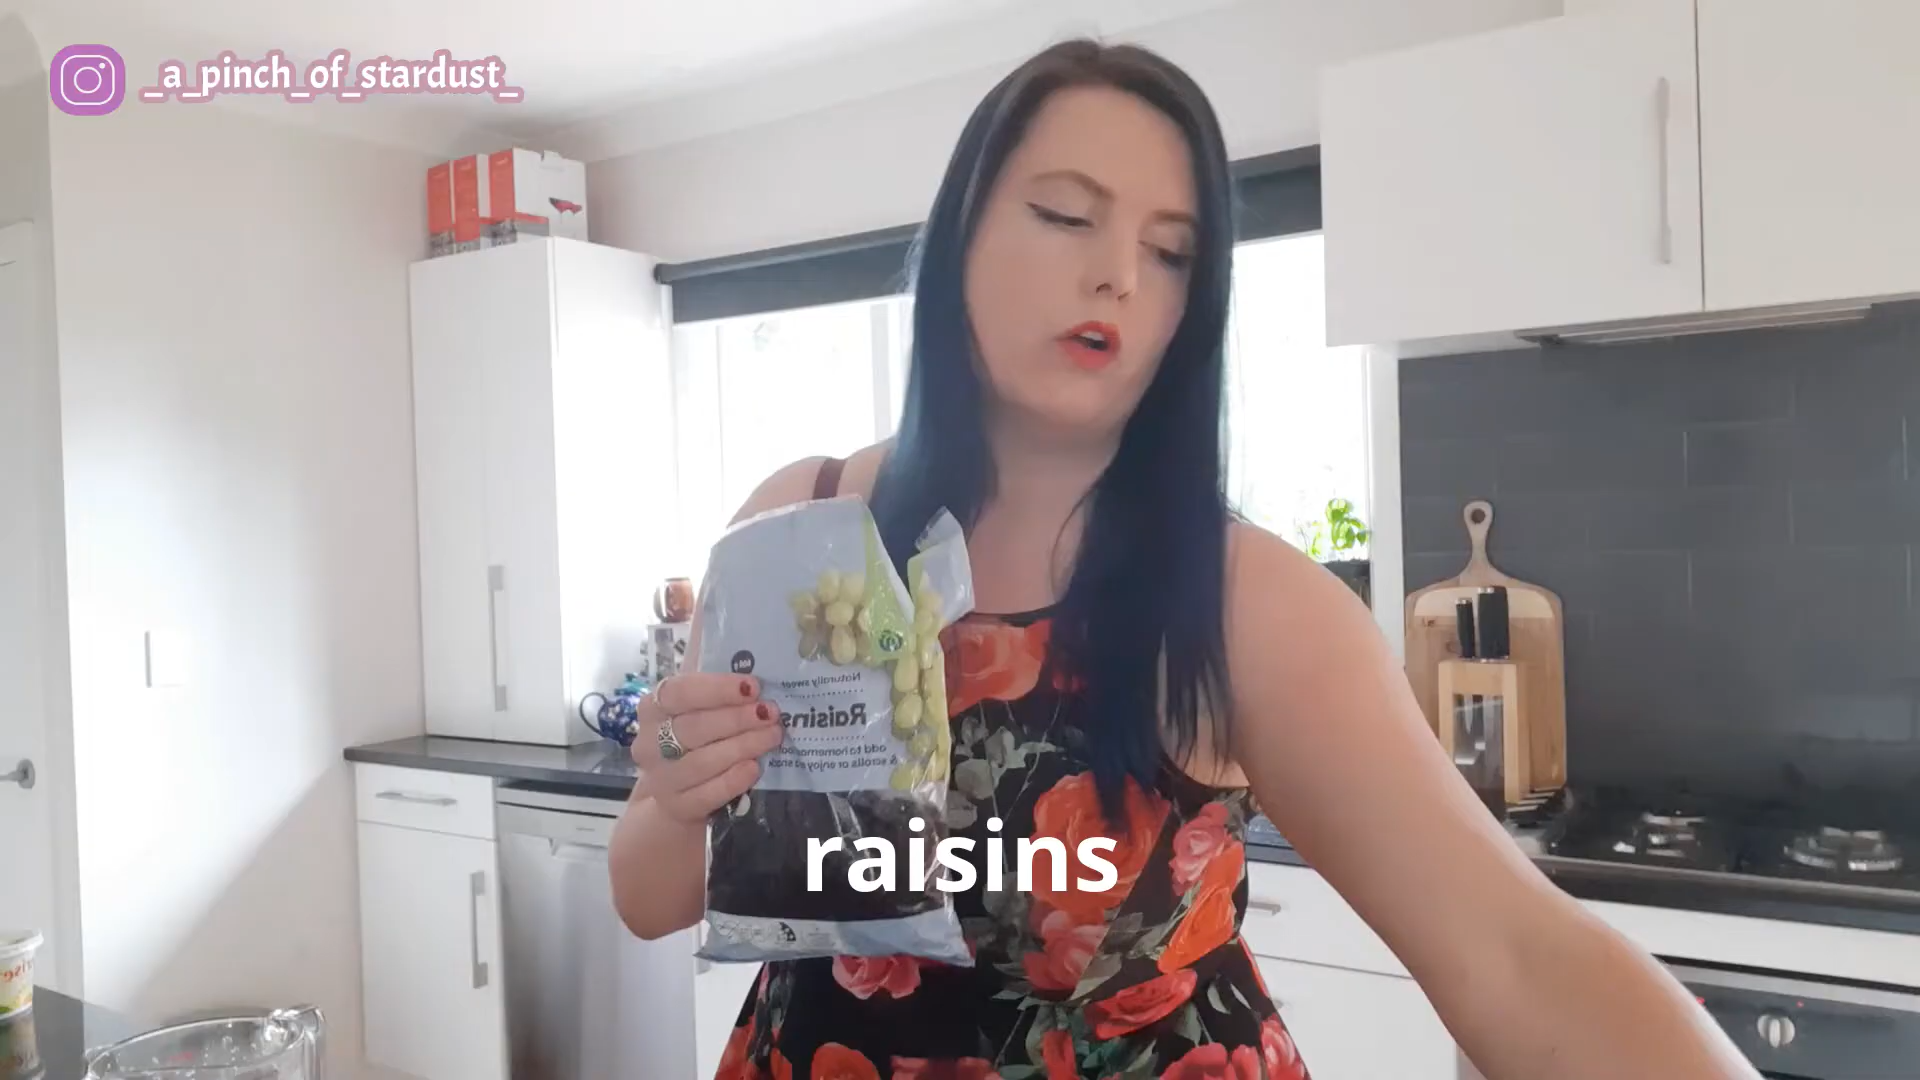 _a_pinch_of_stardust_
Naturally sweet
Raisins
add to homemade
& scrolls or enjoy as snack
raisins